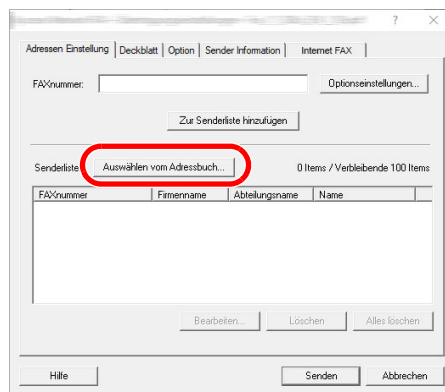 ? ×
Adressen Einstellung Deckblatt Option Sender Information Internet FAX
FAXnummer: Optionseinstellungen...
Zur Senderliste hinzufügen
Senderliste Auswählen vom Adressbuch... 0 Items / Verbleibende 100 Items
FAXnummer Firmenname Abteilungsname Name
Bearbeiten... Löschen Alles löschen
Hilfe Senden Abbrechen